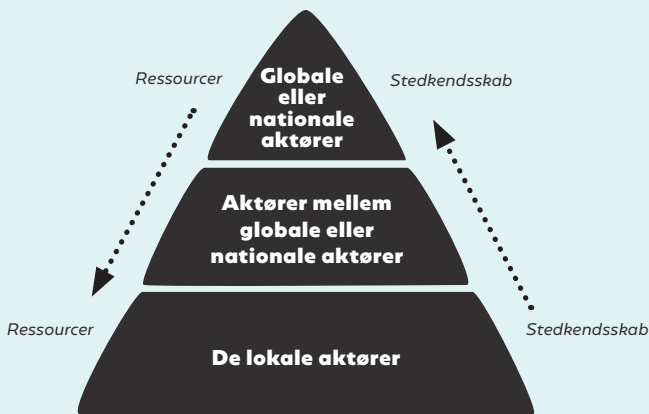 Ressourcer
Globale
eller
nationale
aktører
Stedkendsskab
Aktører mellem
globale eller
nationale aktører
Ressourcer
Stedkendsskab
De lokale aktører